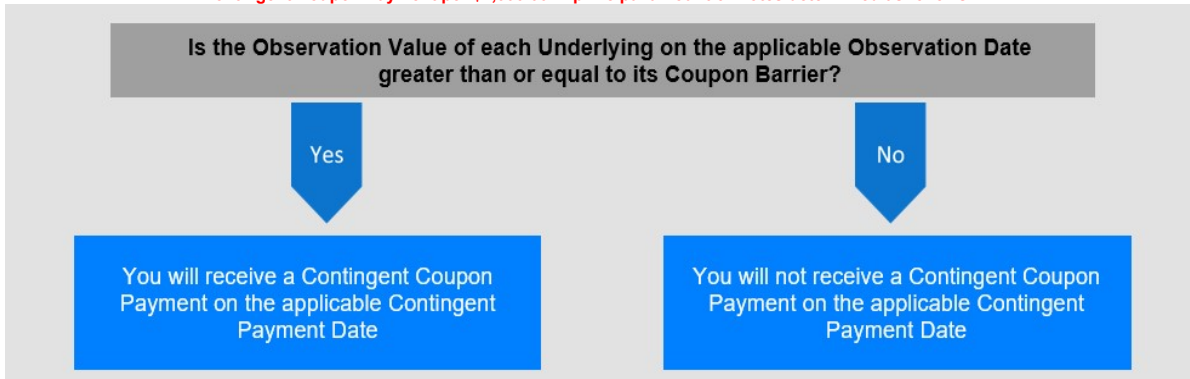 Is the Observation Value of each Underlying on the applicable Observation Date
greater than or equal to its Coupon Barrier?
Yes
No
You will receive a Contingent Coupon
Payment on the applicable Contingent
Payment Date
You will not receive a Contingent Coupon
Payment on the applicable Contingent
Payment Date